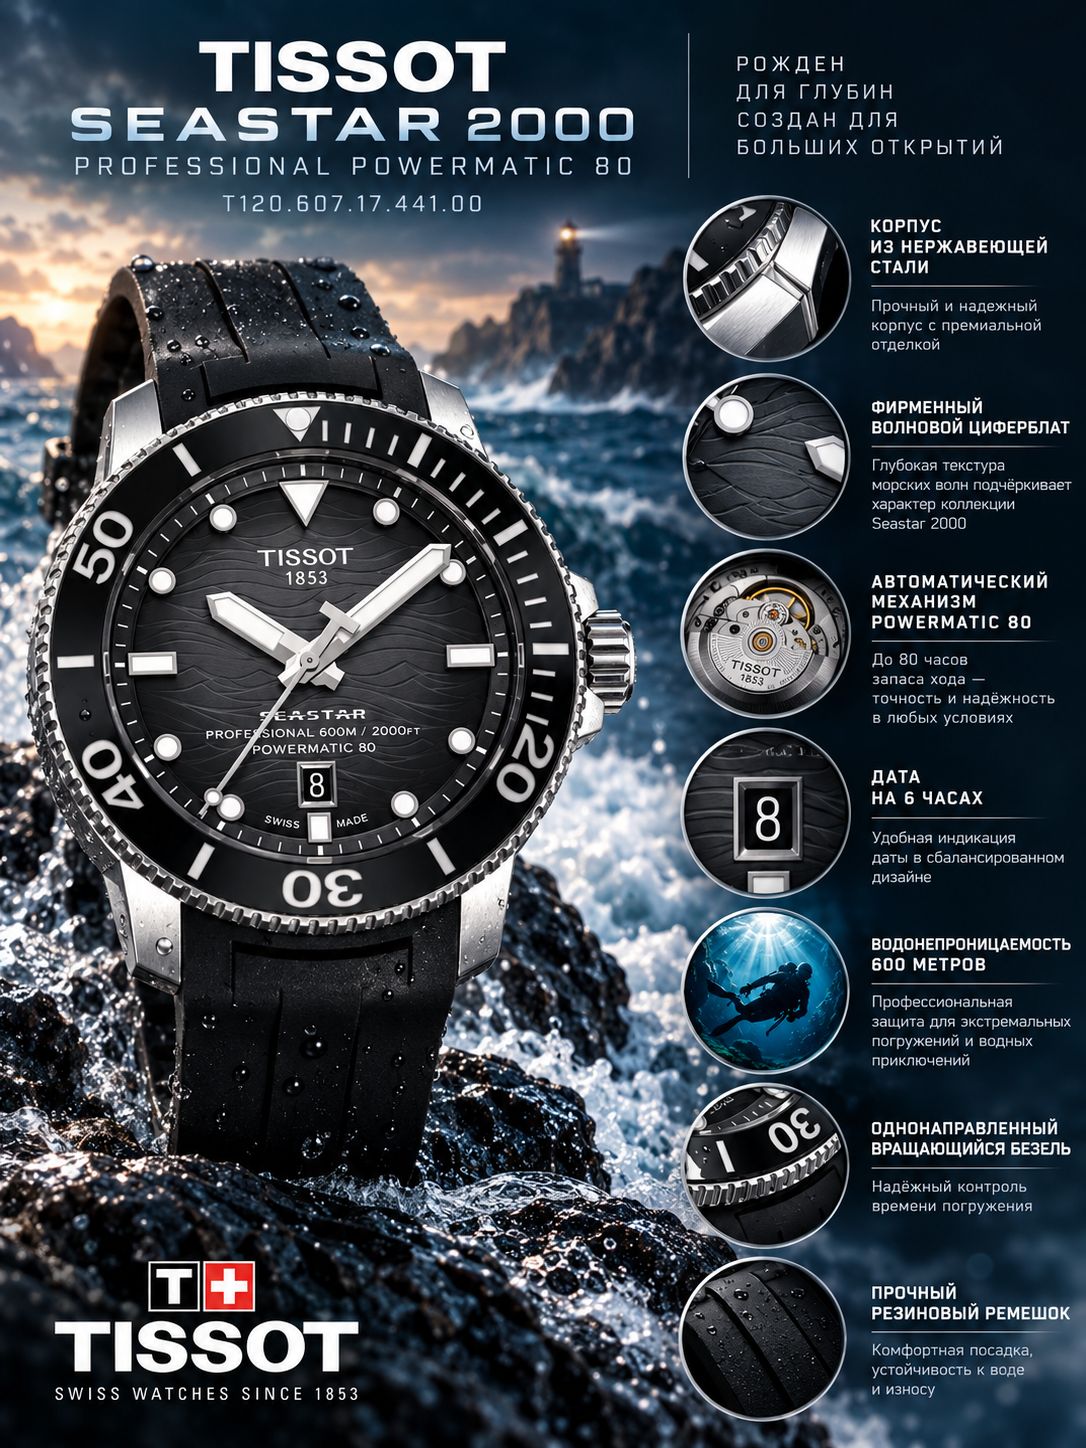 TISSOT
SEASTAR 2000
PROFESSIONAL POWERMATIC 80
T120.607.17.441.00
РОЖДЕН
ДЛЯ ГЛУБИН
СОЗДАН ДЛЯ
БОЛЬШИХ ОТКРЫТИЙ
50
40
30
20
TISSOT
1853
SEASTAR
PROFESSIONAL 600M / 2000FT
POWERMATIC 80
8
SWISS MADE
КОРПУС
ИЗ НЕРЖАВЕЮЩЕЙ
СТАЛИ
Прочный и надежный
корпус с премиальной
отделкой
ФИРМЕННЫЙ
ВОЛНОВОЙ ЦИФЕРБЛАТ
Глубокая текстура
морских волн подчёркивает
характер коллекции
Seastar 2000
TISSOT
1853
АВТОМАТИЧЕСКИЙ
МЕХАНИЗМ
POWERMATIC 80
До 80 часов
запаса хода —
точность и надёжность
в любых условиях
8
ДАТА
НА 6 ЧАСАХ
Удобная индикация
даты в сбалансированном
дизайне
ВОДОНЕПРОНИЦАЕМОСТЬ
600 МЕТРОВ
Профессиональная
защита для экстремальных
погружений и водных
приключений
30
ОДНОНАПРАВЛЕННЫЙ
ВРАЩАЮЩИЙСЯ БЕЗЕЛЬ
Надёжный контроль
времени погружения
ПРОЧНЫЙ
РЕЗИНОВЫЙ РЕМЕШОК
Комфортная посадка,
устойчивость к воде
и износу
T+
TISSOT
SWISS WATCHES SINCE 1853